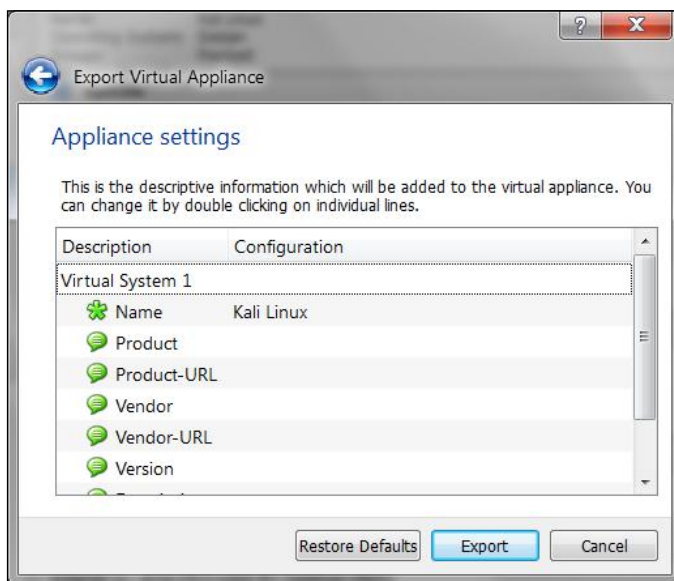 Kali Linux
Export Virtual Appliance
Appliance settings
This is the descriptive information which will be added to the virtual appliance. You
can change it by double clicking on individual lines.
Description Configuration
Virtual System 1
Name Kali Linux
Product
Product-URL
Vendor
Vendor-URL
Version
Restore Defaults Export Cancel